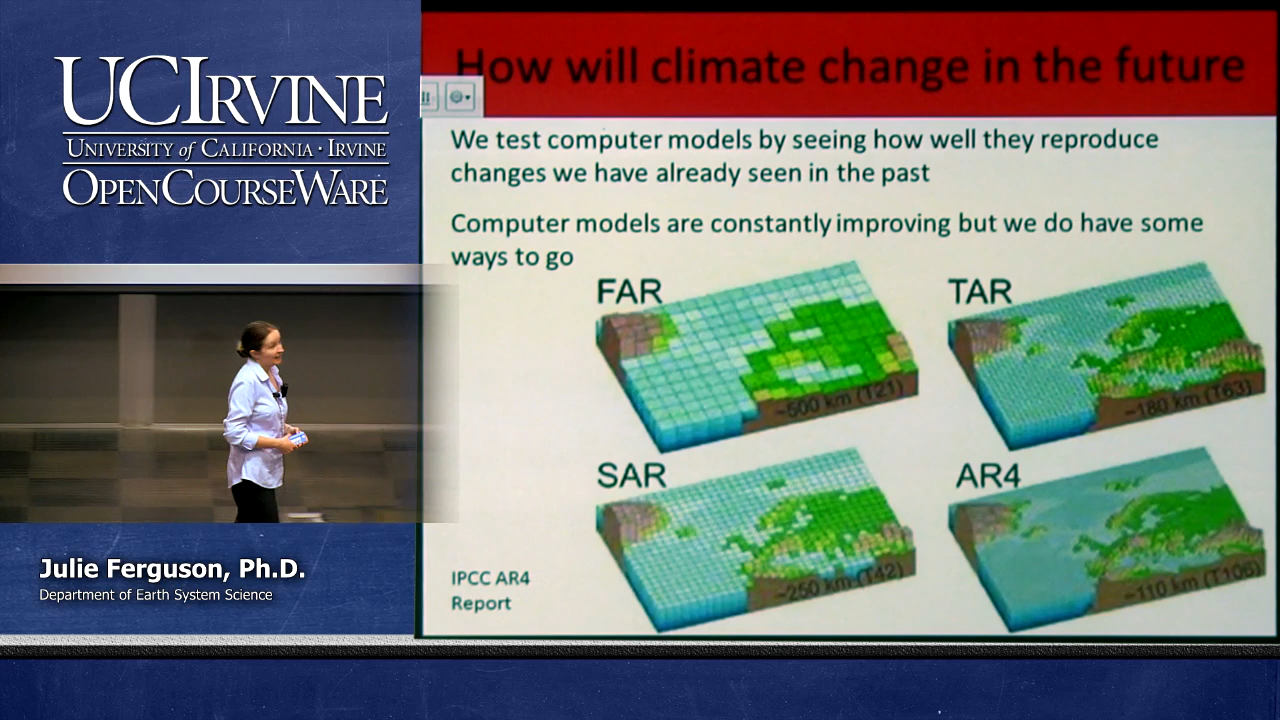 UCIRVINE
UNIVERSITY of CALIFORNIA · IRVINE
OPENCOURSEWARE
Julie Ferguson, Ph.D.
Department of Earth System Science
How will climate change in the future
We test computer models by seeing how well they reproduce
changes we have already seen in the past
Computer models are constantly improving but we do have some
ways to go
FAR
~500 km (T21)
TAR
~180 km (T63)
SAR
~250 km (T42)
AR4
~110 km (T106)
IPCC AR4
Report